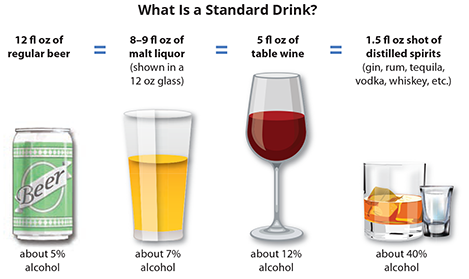 What Is a Standard Drink?
12 fl oz of
regular beer
=
8–9 fl oz of
malt liquor
(shown in a
12 oz glass)
=
5 fl oz of
table wine
=
1.5 fl oz shot of
distilled spirits
(gin, rum, tequila,
vodka, whiskey, etc.)
Beer
about 5%
alcohol
about 7%
alcohol
about 12%
alcohol
about 40%
alcohol